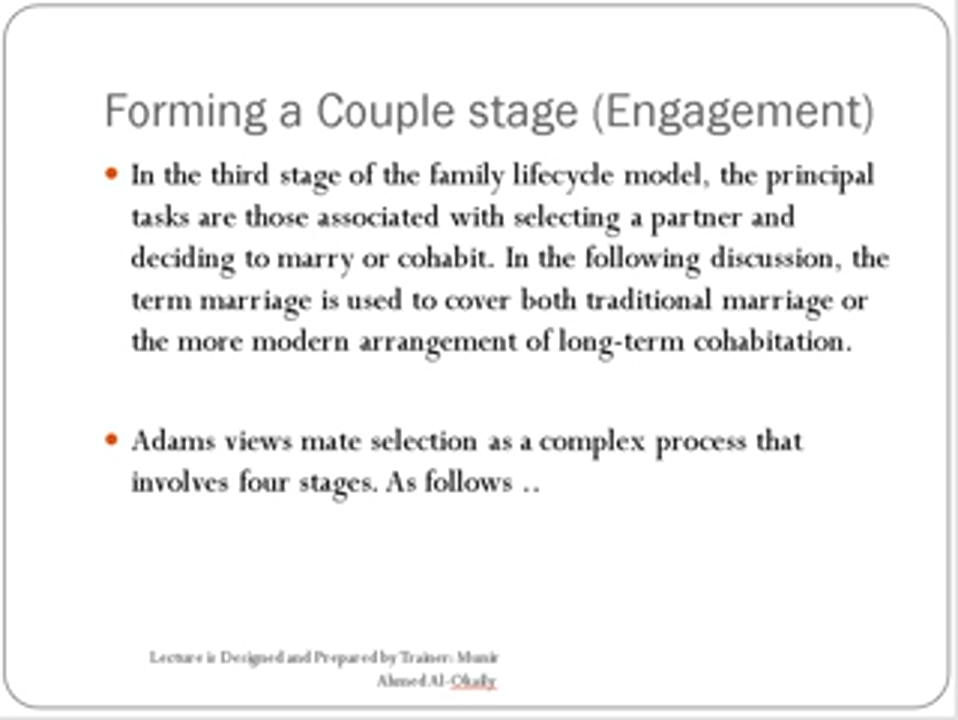 Forming a Couple stage (Engagement)
In the third stage of the family lifecycle model, the principal
tasks are those associated with selecting a partner and
deciding to marry or cohabit. In the following discussion, the
term marriage is used to cover both traditional marriage or
the more modern arrangement of long-term cohabitation.
Adams views mate selection as a complex process that
involves four stages. As follows ..
Lecture is Designed and Prepared by Trainer: Munir
Ahmed Al-Okaily